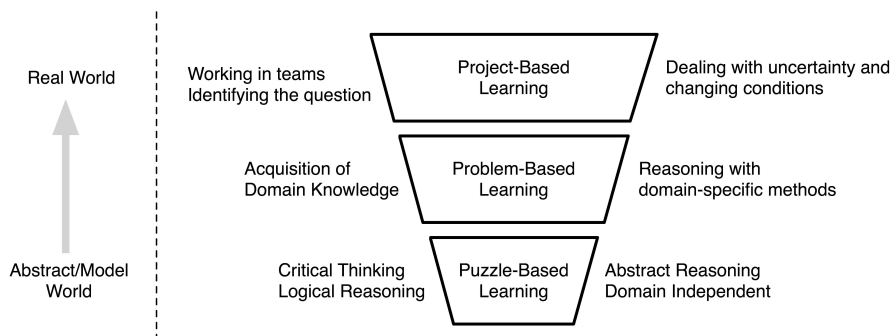 Real World
Abstract/Model
World
Working in teams
Identifying the question
Project-Based
Learning
Dealing with uncertainty and
changing conditions
Acquisition of
Domain Knowledge
Problem-Based
Learning
Reasoning with
domain-specific methods
Critical Thinking
Logical Reasoning
Puzzle-Based
Learning
Abstract Reasoning
Domain Independent